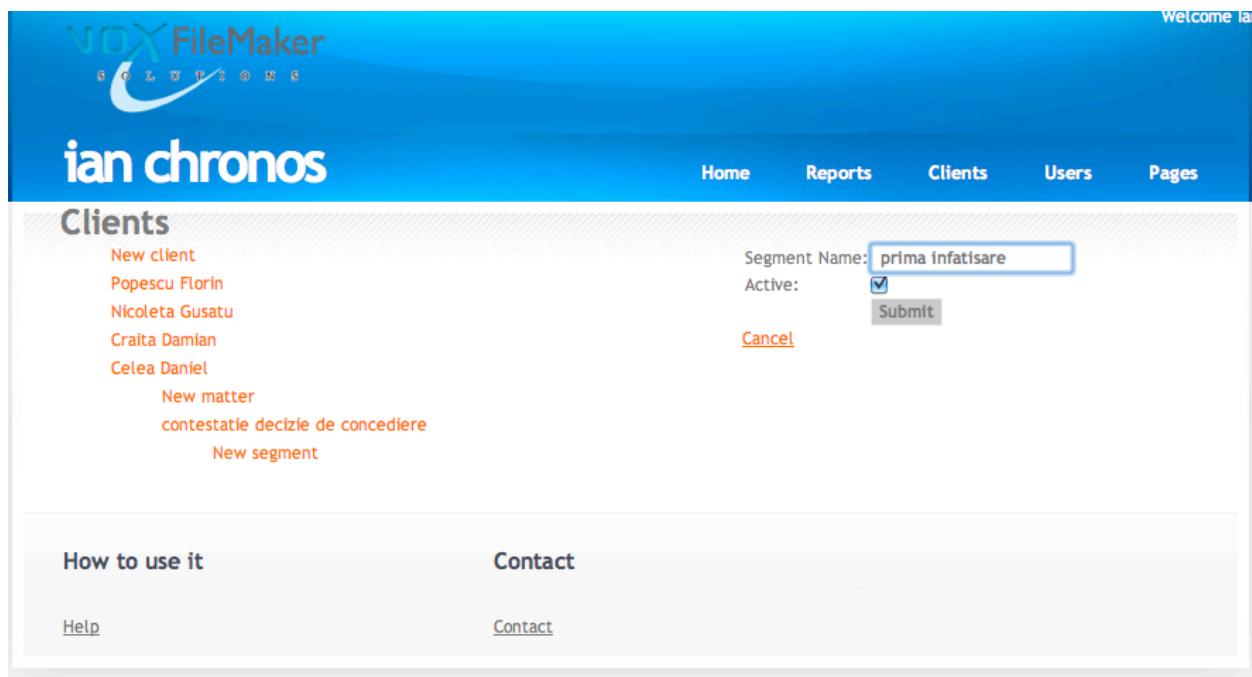 Welcome Ia
VOX FileMaker
SOLUTIONS
ian chronos
Home Reports Clients Users Pages
Clients
New client
Popescu Florin
Nicoleta Gusatu
Craita Damian
Celea Daniel
New matter
contestatie decizie de concediere
New segment
Segment Name: prima infatisare
Active:
Submit
Cancel
How to use it
Help
Contact
Contact